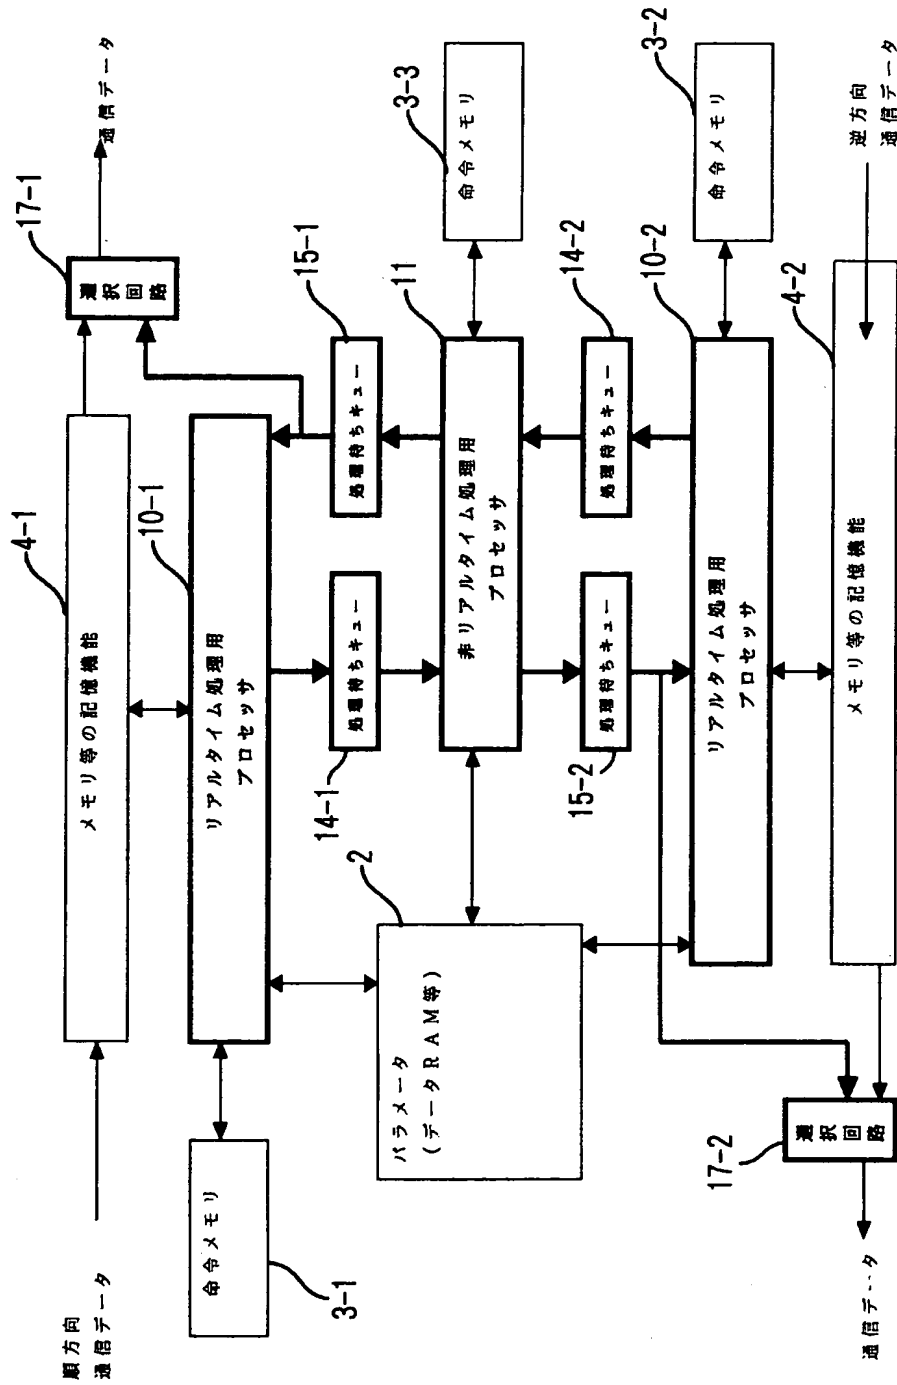 順方向
通信データ
4-1
メモリ等の記憶機能
17-1
選択
回路
通信データ
3-1
命令メモリ
10-1
リアルタイム処理用
プロセッサ
14-1
処理待ちキュー
15-1
処理待ちキュー
2
パラメータ
(データRAM等)
11
非リアルタイム処理用
プロセッサ
3-3
命令メモリ
15-2
処理待ちキュー
14-2
処理待ちキュー
10-2
リアルタイム処理用
プロセッサ
3-2
命令メモリ
17-2
選択
回路
通信データ
4-2
メモリ等の記憶機能
逆方向
通信データ